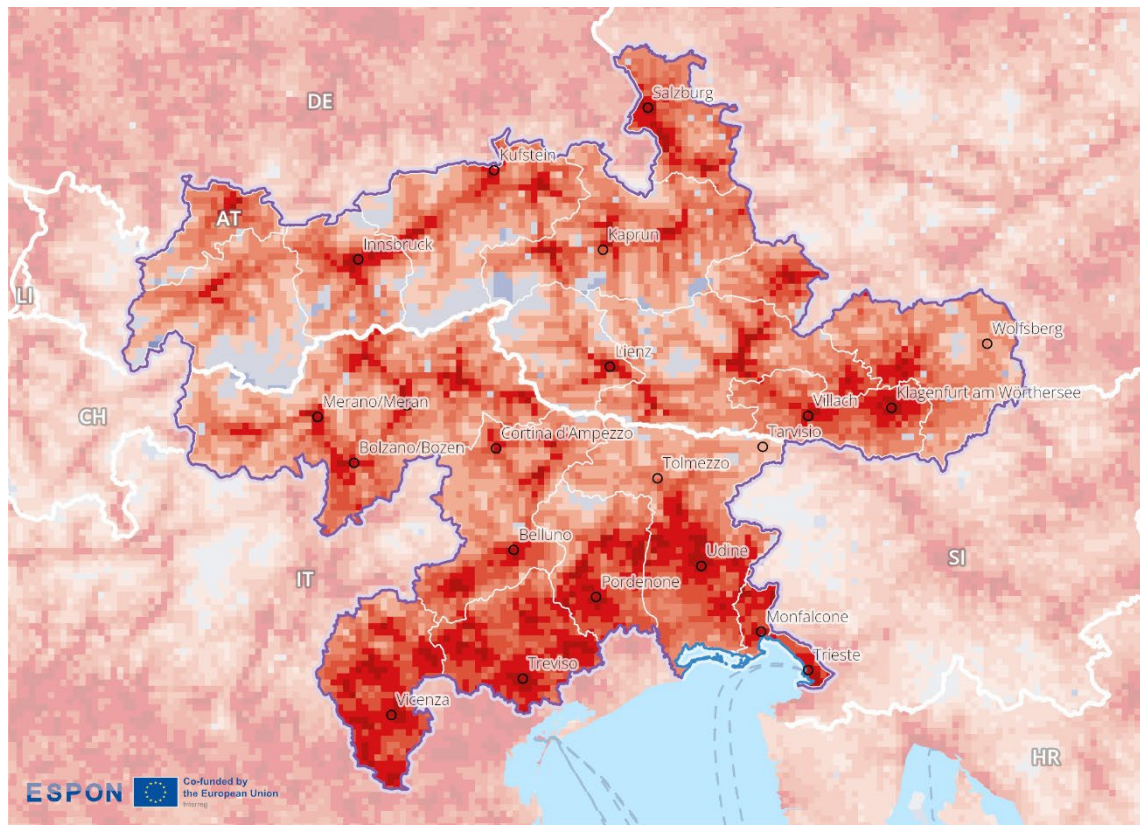 DE
Salzburg
Kufstein
AT
Innsbruck
Kaprun
LI
Wolfsberg
Lienz
CH
Merano/Meran
Villach
Klagenfurt am Wörthersee
Cortina d'Ampezzo
Tarvisio
Bolzano/Bozen
Tolmezzo
Belluno
Udine
SI
IT
Pordenone
Monfalcone
Trieste
Treviso
Vicenza
HR
ESPON
Co-funded by
the European Union
Interreg